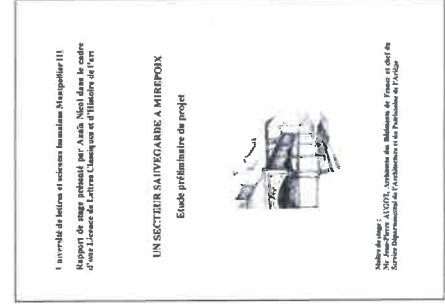 Université de lettres et sciences humaines Montpellier III
Rapport de stage présenté par Anaïs Nicol dans le cadre
d'une Licence de Lettres Classiques et d'Histoire de l'art
UN SECTEUR SAUVEGARDE A MIREPOIX
Etude préliminaire du projet
Maître de stage :
Mr Jean-Pierre AUGOT, Architecte des Bâtiments de France et chef du
Service Départemental de l'Architecture et du Patrimoine de l'Ariège